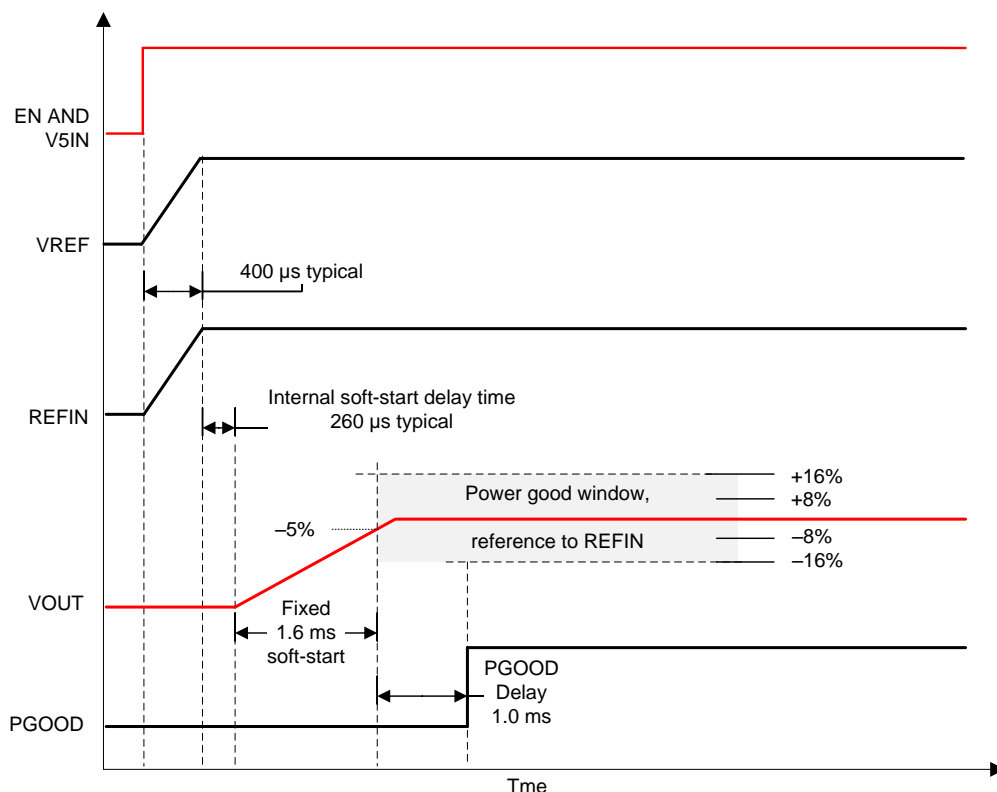 EN AND
V5IN
VREF
400 µs typical
REFIN
Internal soft-start delay time
260 µs typical
+16%
Power good window,
+8%
–5%
reference to REFIN
–8%
–16%
VOUT
Fixed
1.6 ms
soft-start
PGOOD
Delay
1.0 ms
PGOOD
Tme